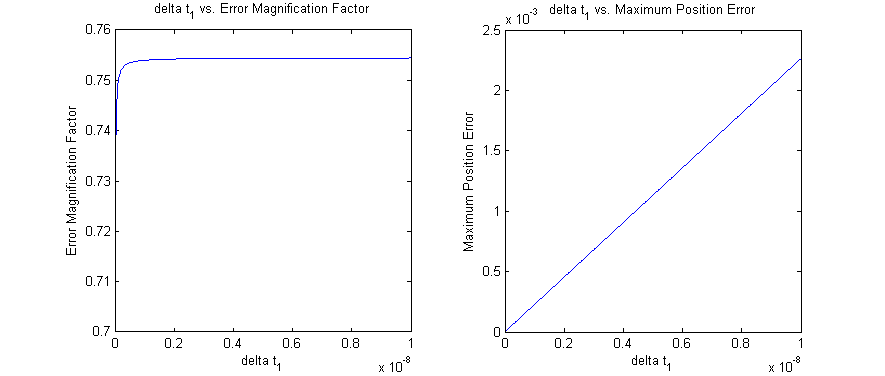 delta t1 vs. Error Magnification Factor
0.76
0.75
0.74
0.73
0.72
0.71
0.7
Error Magnification Factor
0 0.2 0.4 0.6 0.8 1
delta t1
x 10-8
x 10-3
delta t1 vs. Maximum Position Error
2.5
2
1.5
1
0.5
0
Maximum Position Error
0 0.2 0.4 0.6 0.8 1
delta t1
x 10-8